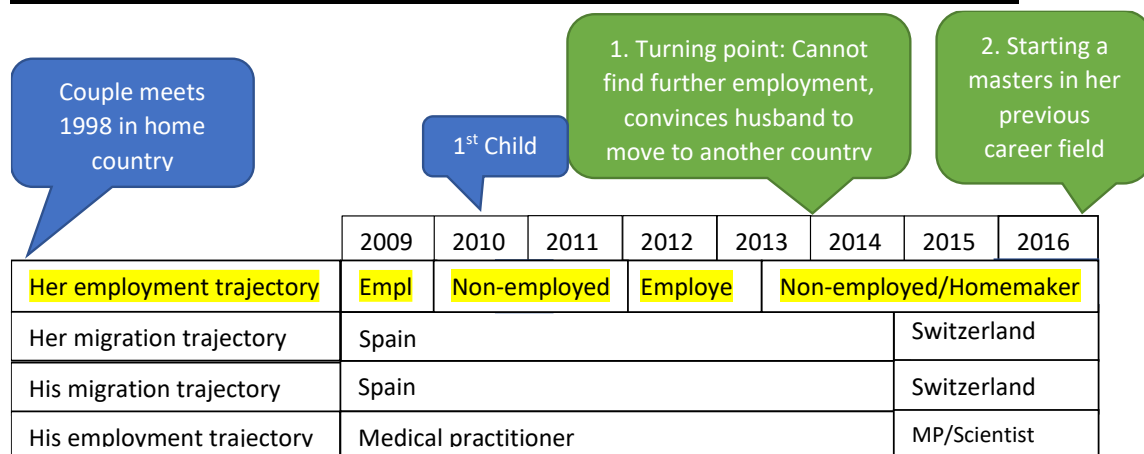 Couple meets
1998 in home
country
1st Child
1. Turning point: Cannot
find further employment,
convinces husband to
move to another country
2. Starting a
masters in her
previous
career field
2009 2010 2011 2012 2013 2014 2015 2016
Her employment trajectory Empl Non-employed Employe Non-employed/Homemaker
Her migration trajectory Spain Switzerland
His migration trajectory Spain Switzerland
His employment trajectory Medical practitioner MP/Scientist